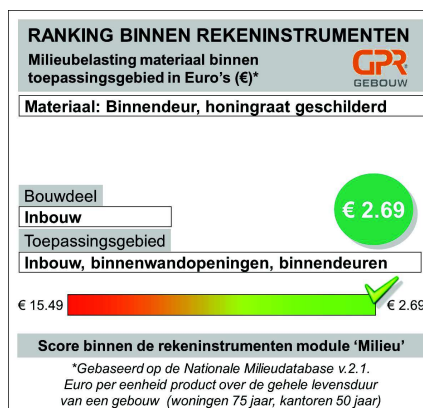 RANKING BINNEN REKENINSTRUMENTEN
Milieubelasting materiaal binnen
toepassingsgebied in Euro's (€)*
GPR
GEBOUW
Materiaal: Binnendeur, honingraat geschilderd
€ 2.69
Bouwdeel
Inbouw
Toepassingsgebied
Inbouw, binnenwandopeningen, binnendeuren
€ 15.49
€ 2.69
Score binnen de rekeninstrumenten module ‘Milieu’
*Gebaseerd op de Nationale Milieudatabase v.2.1.
Euro per eenheid product over de gehele levensduur
van een gebouw (woningen 75 jaar, kantoren 50 jaar)